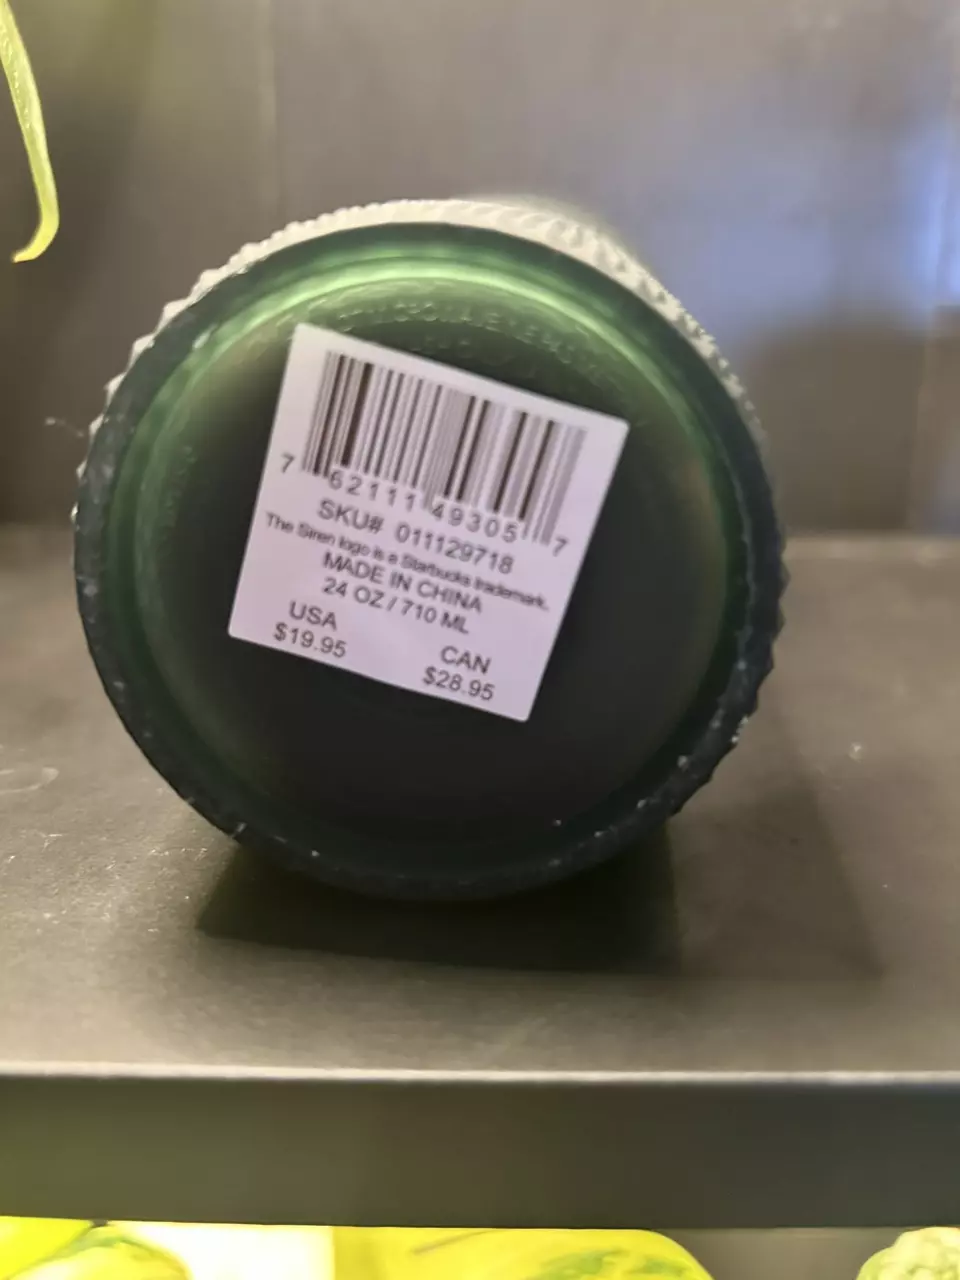 7 62111 49305 7
SKU# 011129718
The Siren logo is a Starbucks trademark.
MADE IN CHINA
24 OZ / 710 ML
USA CAN
$19.95 $28.95